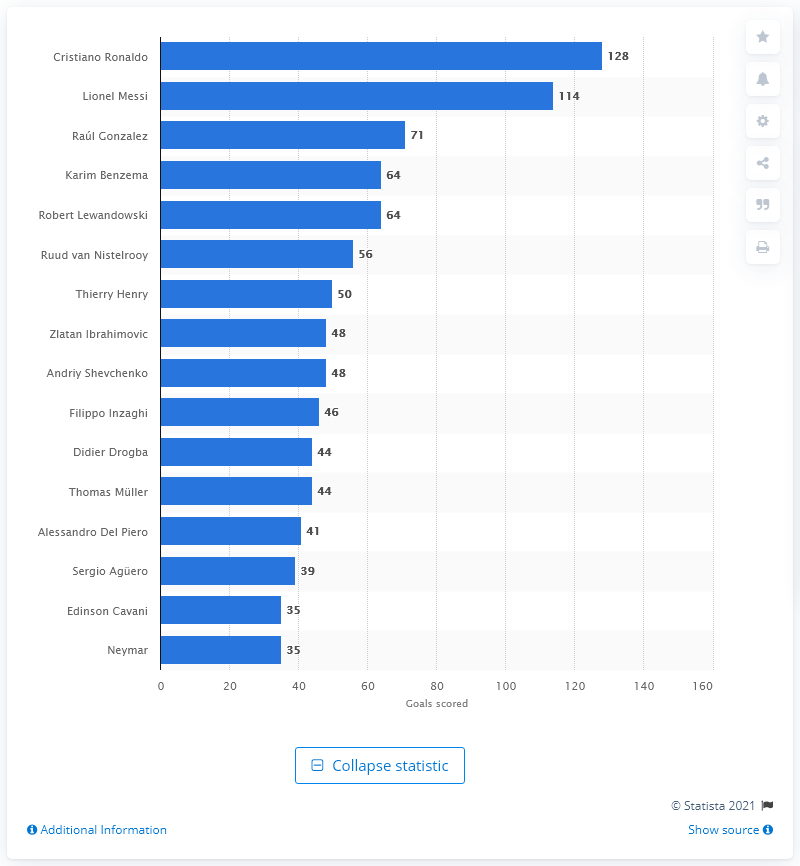 Cristiano Ronaldo 128
Lionel Messi 114
Raúl Gonzalez 71
Karim Benzema 64
Robert Lewandowski 64
Ruud van Nistelrooy 56
Thierry Henry 50
Zlatan Ibrahimovic 48
Andriy Shevchenko 48
Filippo Inzaghi 46
Didier Drogba 44
Thomas Müller 44
Alessandro Del Piero 41
Sergio Agüero 39
Edinson Cavani 35
Neymar 35
0 20 40 60 80 100 120 140 160
Goals scored
Collapse statistic
© Statista 2021
Additional Information Show source